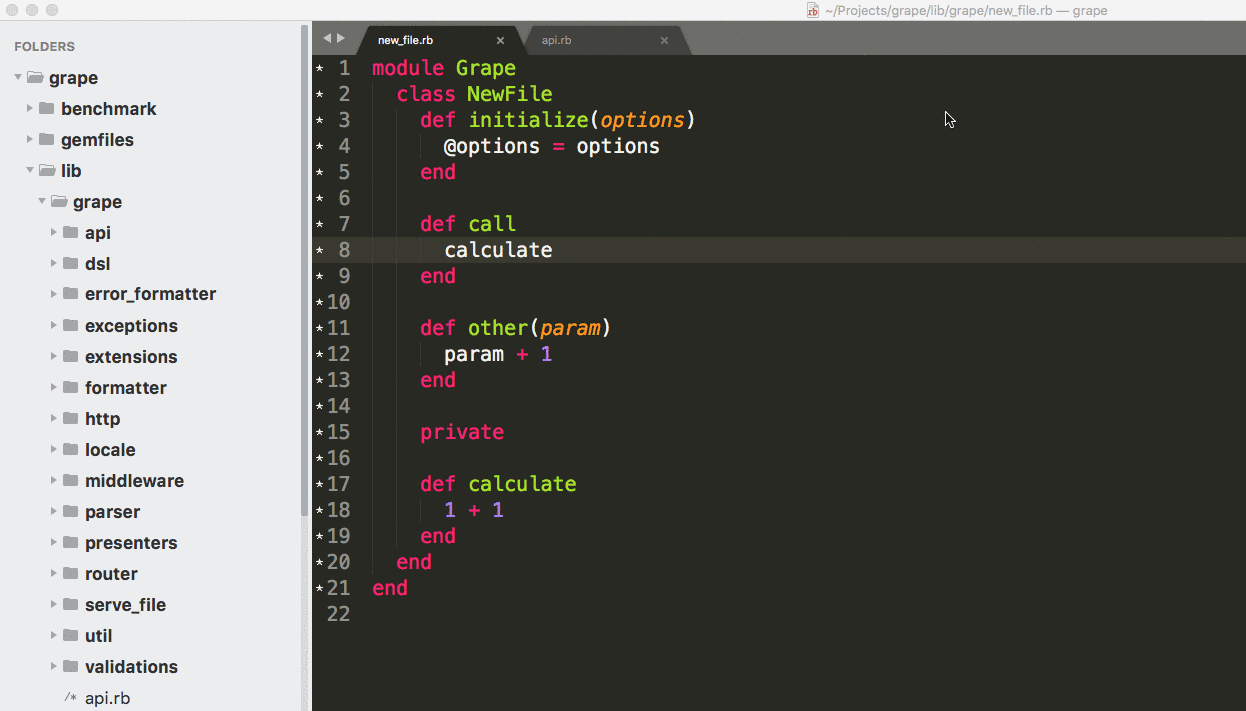 ~/Projects/grape/lib/grape/new_file.rb — grape
FOLDERS
grape
benchmark
gemfiles
lib
grape
api
dsl
error_formatter
exceptions
extensions
formatter
http
locale
middleware
parser
presenters
router
serve_file
util
validations
/* api.rb
new_file.rb × api.rb ×
* 1 module Grape
* 2   class NewFile
* 3     def initialize(options)
* 4       @options = options
* 5     end
* 6
* 7     def call
* 8       calculate
* 9     end
* 10
* 11     def other(param)
* 12       param + 1
* 13     end
* 14
* 15     private
* 16
* 17     def calculate
* 18       1 + 1
* 19     end
* 20   end
* 21 end
22